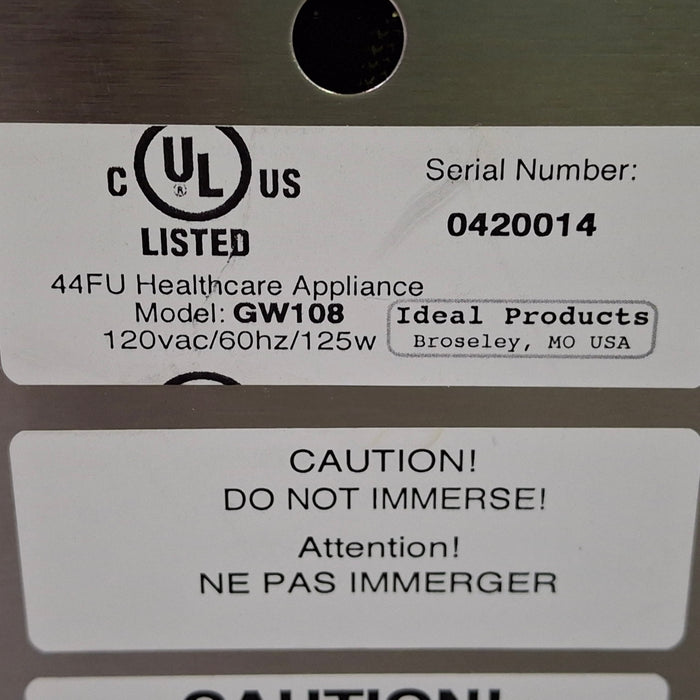 C UL US
®
LISTED
Serial Number:
0420014
44FU Healthcare Appliance
Model: GW108
120vac/60hz/125w
Ideal Products
Broseley, MO USA
CAUTION!
DO NOT IMMERSE!
Attention!
NE PAS IMMERGER
CAUTION!